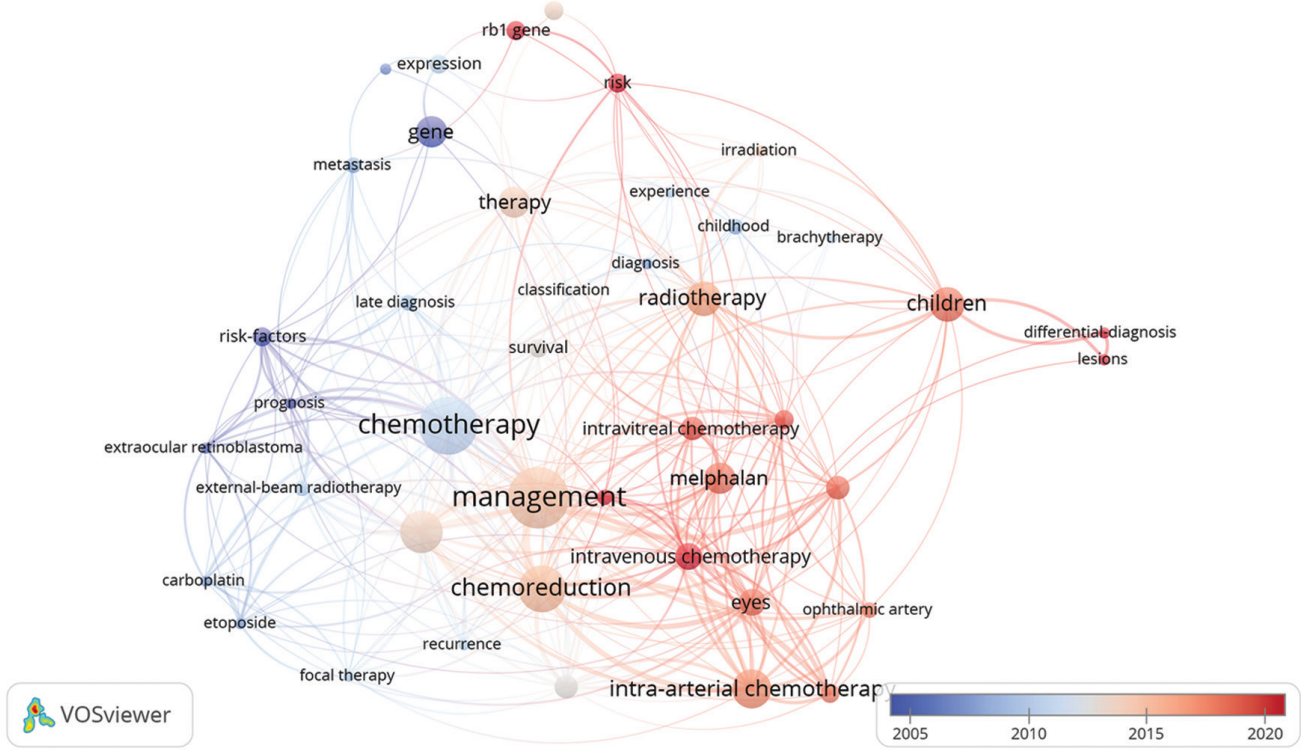 rb1 gene
expression
risk
gene
irradiation
metastasis
experience
therapy
childhood
brachytherapy
diagnosis
classification
radiotherapy
late diagnosis
children
differential diagnosis
risk-factors
survival
lesions
prognosis
chemotherapy
intravitreal chemotherapy
extraocular retinoblastoma
melphalan
external-beam radiotherapy
management
intravenous chemotherapy
carboplatin
chemoreduction
eyes
ophthalmic artery
etoposide
recurrence
focal therapy
intra-arterial chemotherapy
VOSviewer
2005 2010 2015 2020